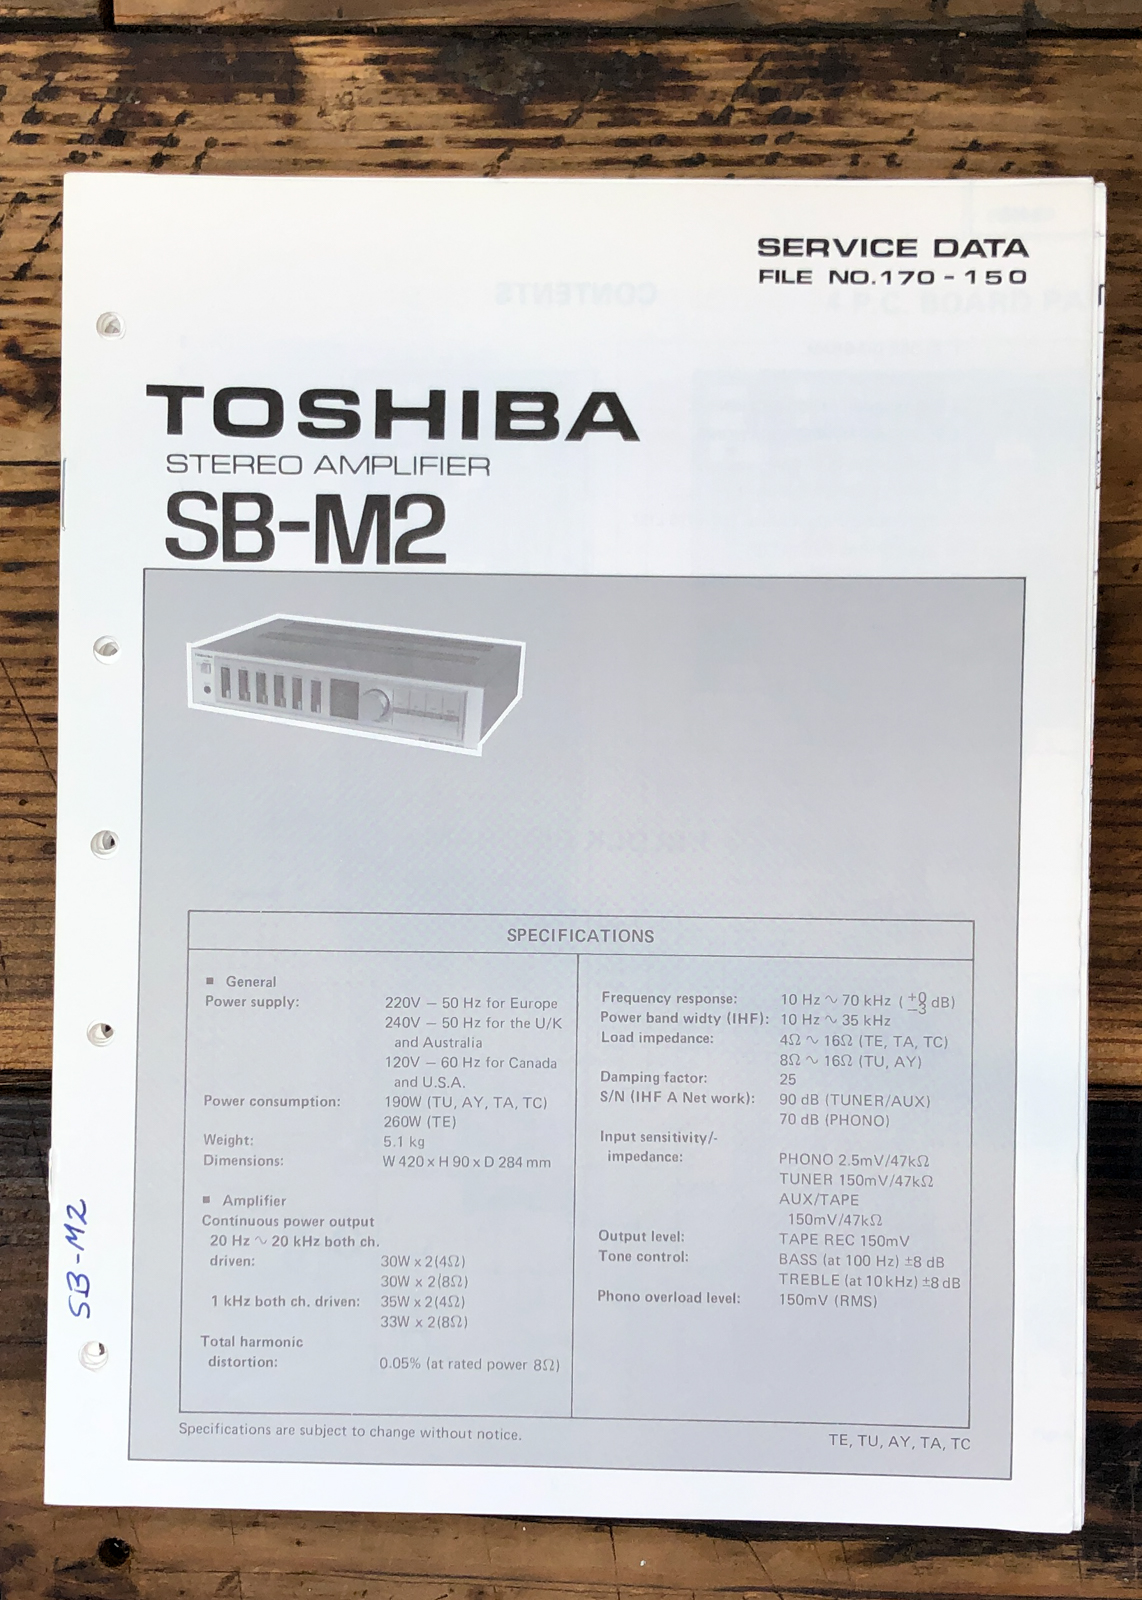 SERVICE DATA
FILE NO.170-150
TOSHIBA
STEREO AMPLIFIER
SB-M2
SPECIFICATIONS
■ General
Power supply: 220V – 50 Hz for Europe
240V – 50 Hz for the U/K
and Australia
120V – 60 Hz for Canada
and U.S.A.
Power consumption: 190W (TU, AY, TA, TC)
260W (TE)
Weight: 5.1 kg
Dimensions: W 420 x H 90 x D 284 mm
■ Amplifier
Continuous power output
20 Hz ~ 20 kHz both ch.
driven: 30W x 2(4Ω)
30W x 2(8Ω)
1 kHz both ch. driven: 35W x 2(4Ω)
33W x 2(8Ω)
Total harmonic
distortion: 0.05% (at rated power 8Ω)
Frequency response: 10 Hz ~ 70 kHz ( +0 −3 dB)
Power band widty (IHF): 10 Hz ~ 35 kHz
Load impedance: 4Ω ~ 16Ω (TE, TA, TC)
8Ω ~ 16Ω (TU, AY)
Damping factor: 25
S/N (IHF A Net work): 90 dB (TUNER/AUX)
70 dB (PHONO)
Input sensitivity/-
impedance: PHONO 2.5mV/47kΩ
TUNER 150mV/47kΩ
AUX/TAPE
150mV/47kΩ
Output level: TAPE REC 150mV
Tone control: BASS (at 100 Hz) ±8 dB
TREBLE (at 10 kHz) ±8 dB
Phono overload level: 150mV (RMS)
Specifications are subject to change without notice.
TE, TU, AY, TA, TC
SB-M2